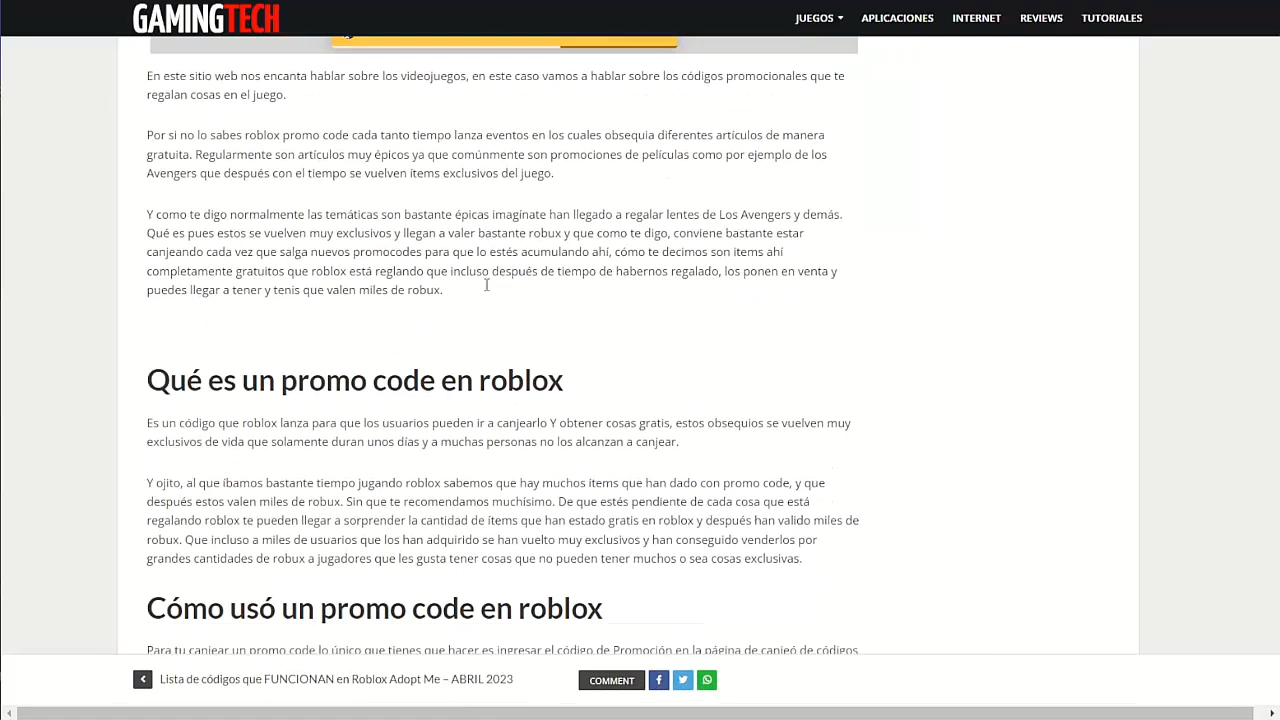 GAMINGTECH
JUEGOS APLICACIONES INTERNET REVIEWS TUTORIALES
En este sitio web nos encanta hablar sobre los videojuegos, en este caso vamos a hablar sobre los códigos promocionales que te
regalan cosas en el juego.
Por si no lo sabes roblox promo code cada tanto tiempo lanza eventos en los cuales obsequia diferentes artículos de manera
gratuita. Regularmente son artículos muy épicos ya que comúnmente son promociones de películas como por ejemplo de los
Avengers que después con el tiempo se vuelven ítems exclusivos del juego.
Y como te digo normalmente las temáticas son bastante épicas imagínate han llegado a regalar lentes de Los Avengers y demás.
Qué es pues estos se vuelven muy exclusivos y llegan a valer bastante robux y que como te digo, conviene bastante estar
canjeando cada vez que salga nuevos promocodes para que lo estés acumulando ahí, cómo te decimos son items ahí
completamente gratuitos que roblox está reglando que incluso después de tiempo de habernos regalado, los ponen en venta y
puedes llegar a tener y tenis que valen miles de robux.
Qué es un promo code en roblox
Es un código que roblox lanza para que los usuarios pueden ir a canjearlo Y obtener cosas gratis, estos obsequios se vuelven muy
exclusivos de vida que solamente duran unos días y a muchas personas no los alcanzan a canjear.
Y ojito, al que íbamos bastante tiempo jugando roblox sabemos que hay muchos ítems que han dado con promo code, y que
después estos valen miles de robux. Sin que te recomendamos muchísimo. De que estés pendiente de cada cosa que está
regalando roblox te pueden llegar a sorprender la cantidad de ítems que han estado gratis en roblox y después han valido miles de
robux. Que incluso a miles de usuarios que los han adquirido se han vuelto muy exclusivos y han conseguido venderlos por
grandes cantidades de robux a jugadores que les gusta tener cosas que no pueden tener muchos o sea cosas exclusivas.
Cómo usó un promo code en roblox
Para tu canjear un promo code lo único que tienes que hacer es ingresar el código de Promoción en la página de canjeó de códigos
Lista de códigos que FUNCIONAN en Roblox Adopt Me – ABRIL 2023
COMMENT